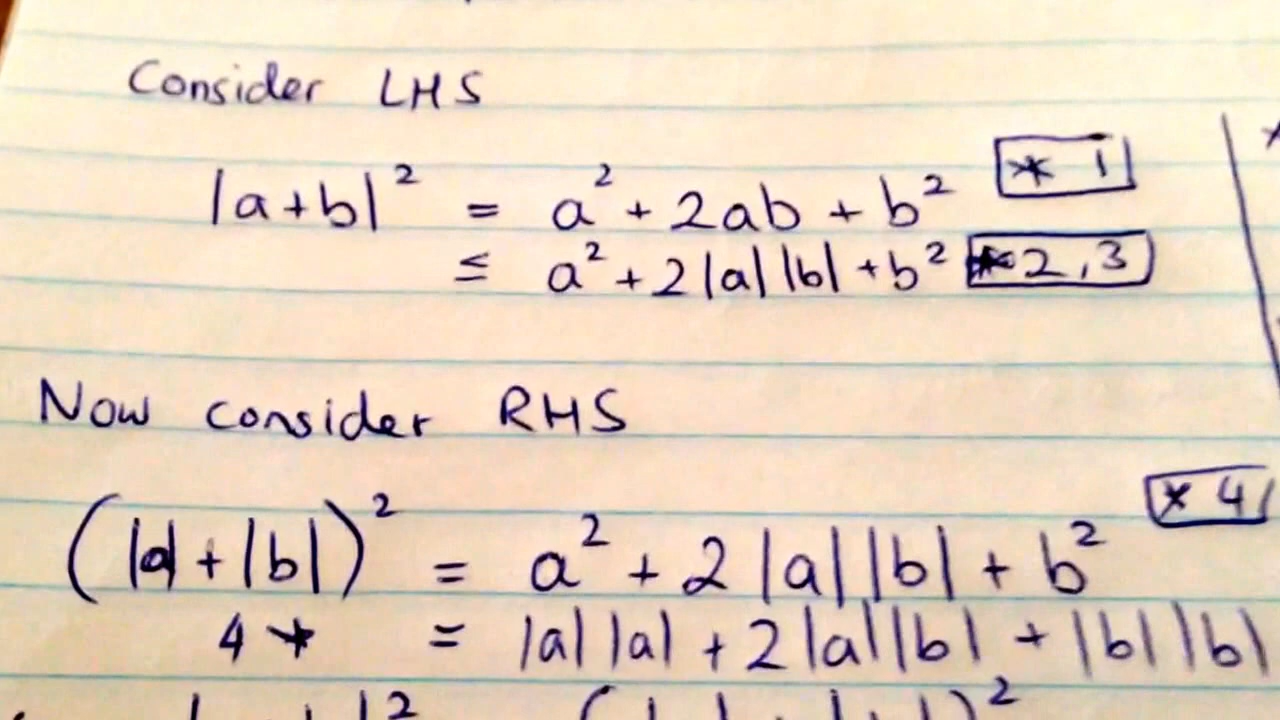 Consider LHS
|a+b|² = a² + 2ab + b² * 1
≤ a² + 2|a||b| + b² * 2,3
Now consider RHS
(|a|+|b|)² = a² + 2|a||b| + b² * 4
4 * = |a||a| + 2|a||b| + |b||b|